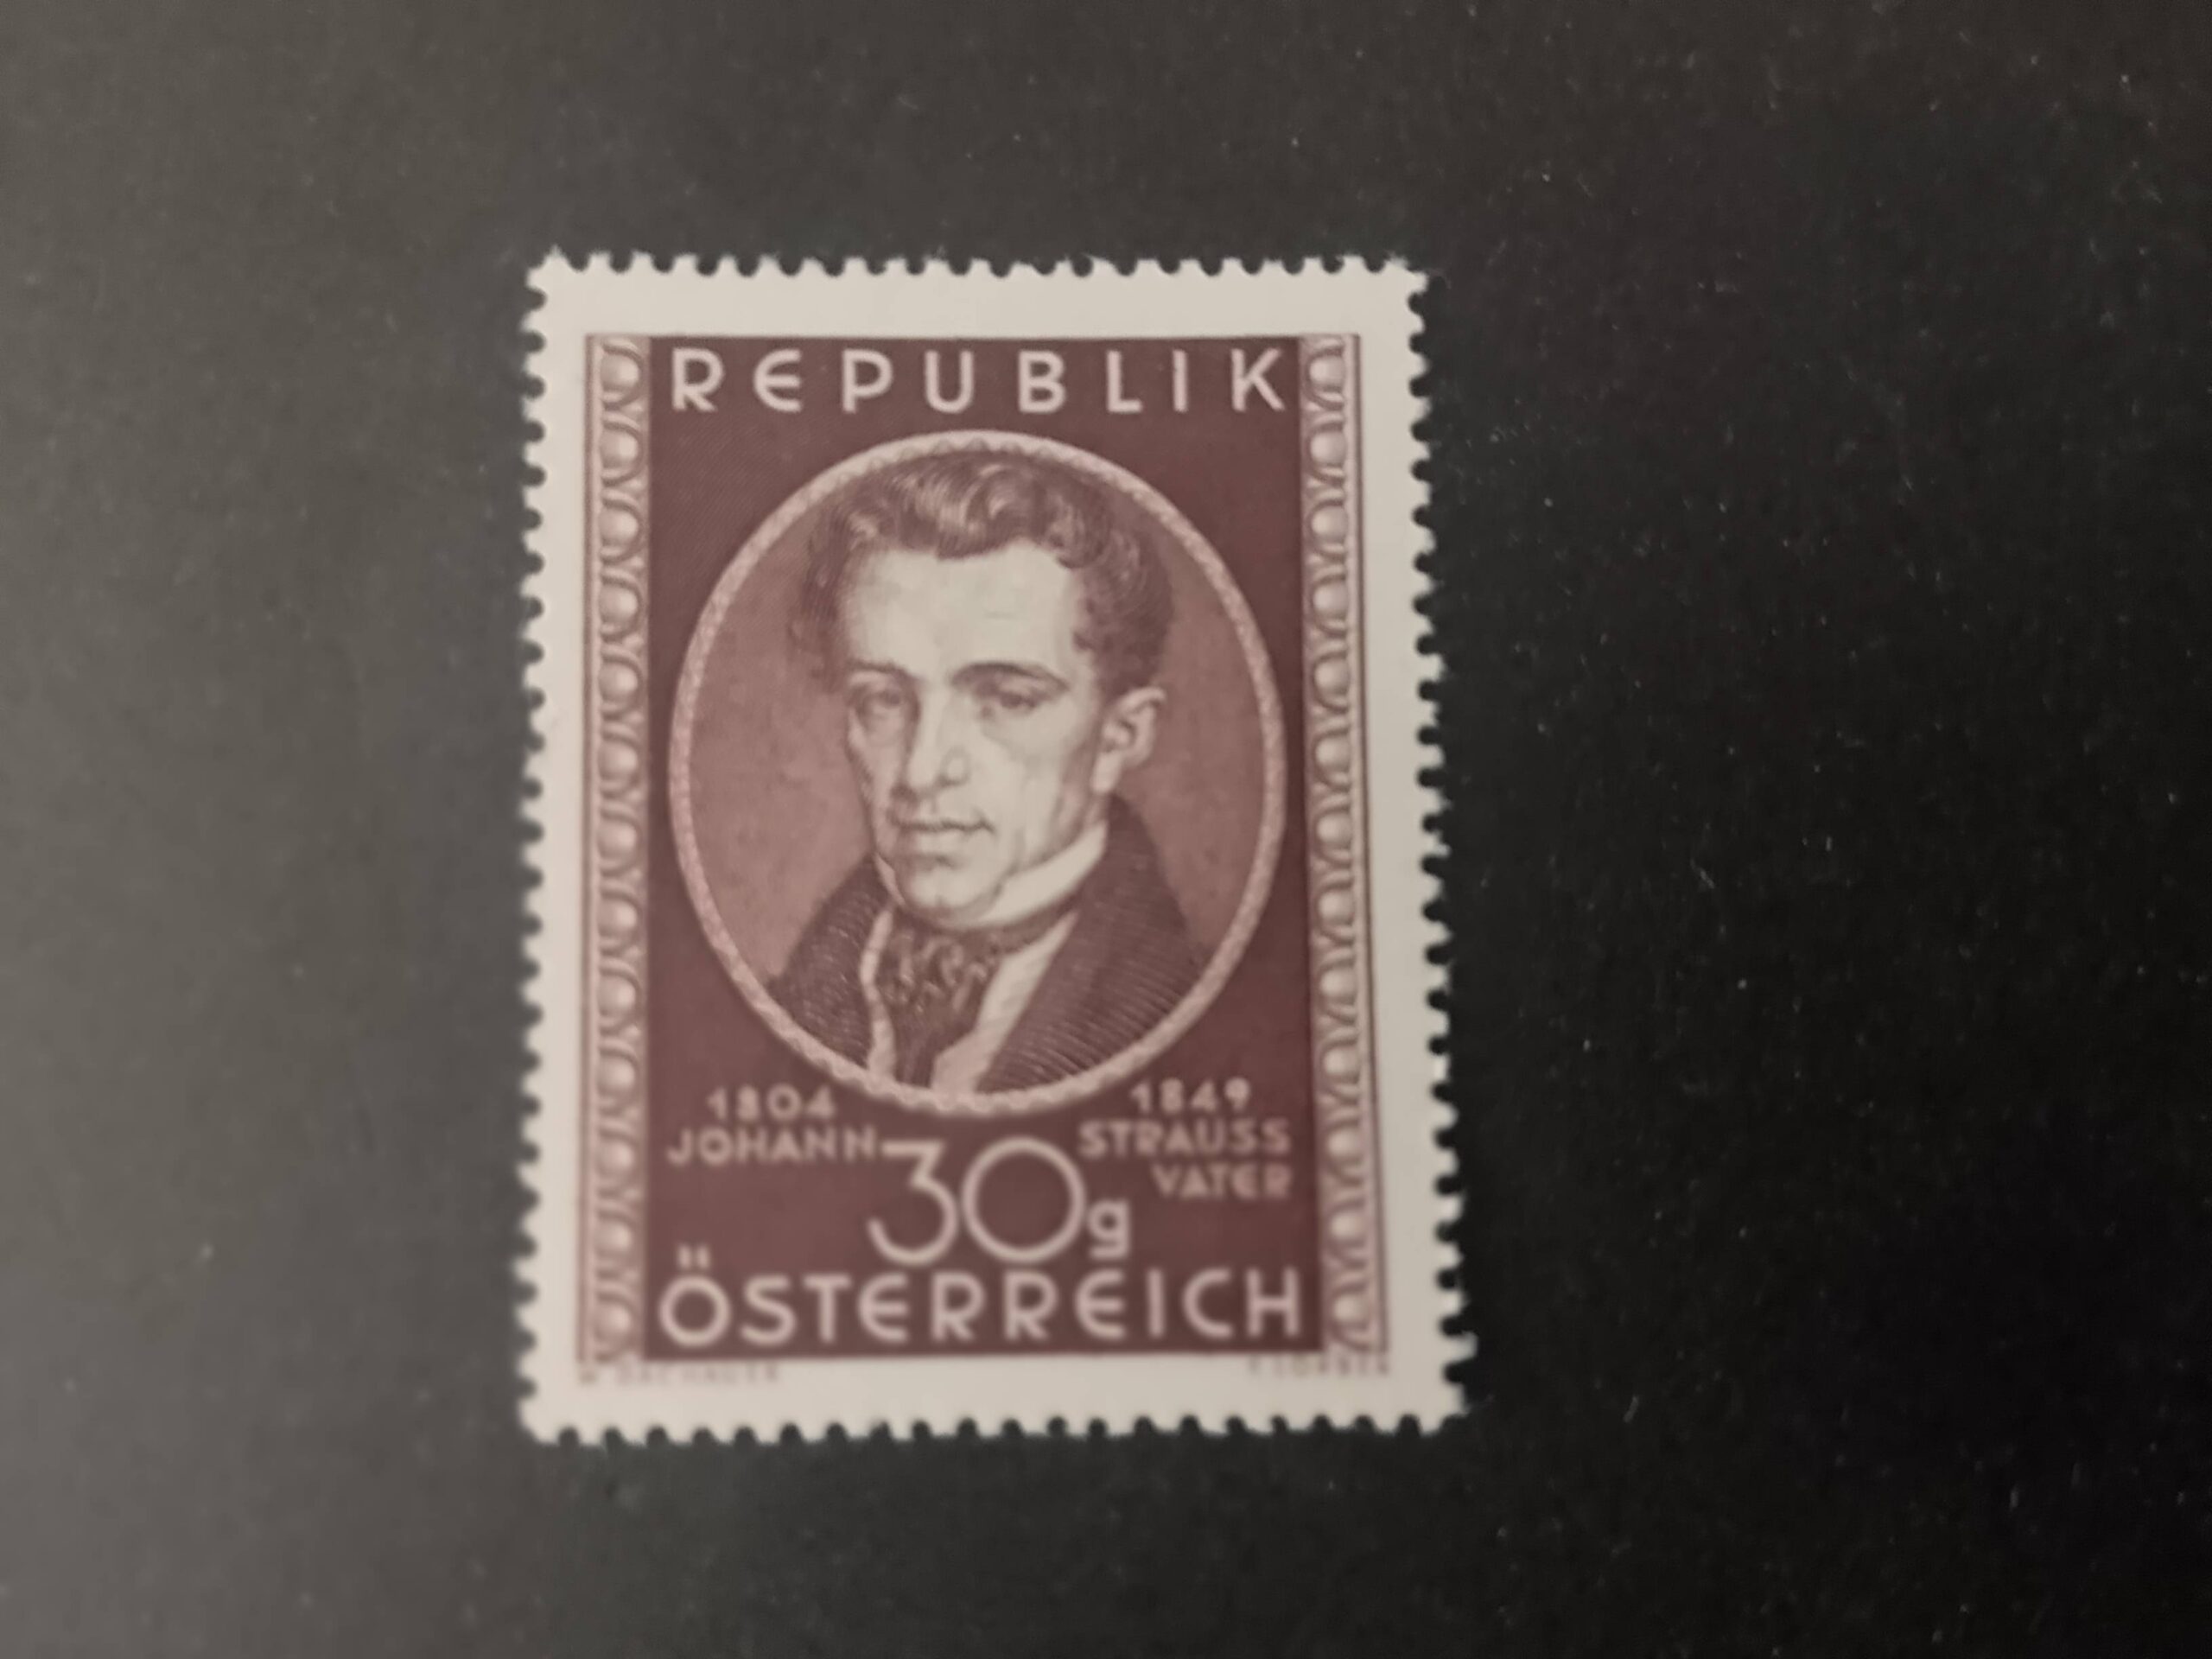 REPUBLIK
1804 1849
JOHANN STRAUSS
VATER
30g
ÖSTERREICH